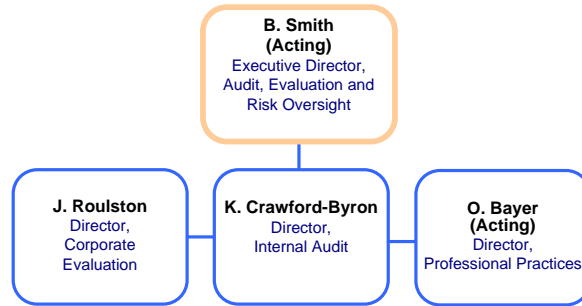 B. Smith
(Acting)
Executive Director,
Audit, Evaluation and
Risk Oversight
J. Roulston
Director,
Corporate
Evaluation
K. Crawford-Byron
Director,
Internal Audit
O. Bayer
(Acting)
Director,
Professional Practices